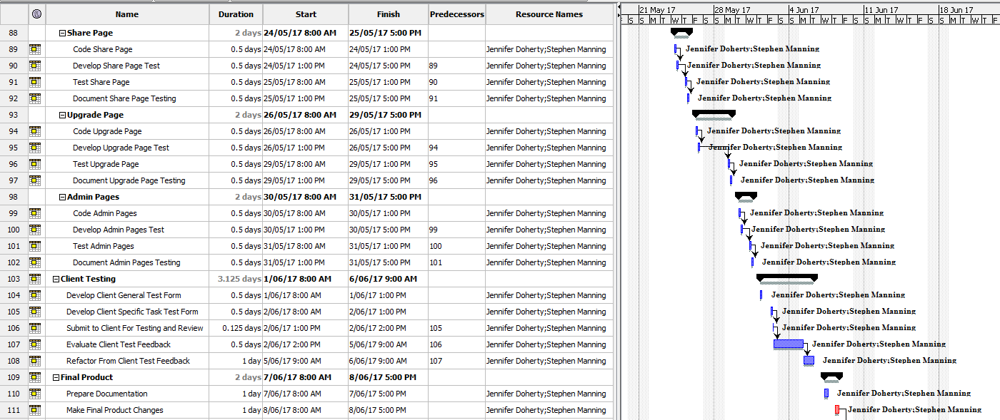 Name Duration Start Finish Predecessors Resource Names 21 May 17 28 May 17 4 Jun 17 11 Jun 17 18 Jun 17
S S M T W T F S S M T W T F S S M T W T F S S M T W T F S S M T W T F
88 Share Page 2 days 24/05/17 8:00 AM 25/05/17 5:00 PM
89 Code Share Page 0.5 days 24/05/17 8:00 AM 24/05/17 1:00 PM Jennifer Doherty;Stephen Manning Jennifer Doherty;Stephen Manning
90 Develop Share Page Test 0.5 days 24/05/17 1:00 PM 24/05/17 5:00 PM 89 Jennifer Doherty;Stephen Manning Jennifer Doherty;Stephen Manning
91 Test Share Page 0.5 days 25/05/17 8:00 AM 25/05/17 1:00 PM 90 Jennifer Doherty;Stephen Manning Jennifer Doherty;Stephen Manning
92 Document Share Page Testing 0.5 days 25/05/17 1:00 PM 25/05/17 5:00 PM 91 Jennifer Doherty;Stephen Manning Jennifer Doherty;Stephen Manning
93 Upgrade Page 2 days 26/05/17 8:00 AM 29/05/17 5:00 PM
94 Code Upgrade Page 0.5 days 26/05/17 8:00 AM 26/05/17 1:00 PM Jennifer Doherty;Stephen Manning Jennifer Doherty;Stephen Manning
95 Develop Upgrade Page Test 0.5 days 26/05/17 1:00 PM 26/05/17 5:00 PM 94 Jennifer Doherty;Stephen Manning Jennifer Doherty;Stephen Manning
96 Test Upgrade Page 0.5 days 29/05/17 8:00 AM 29/05/17 1:00 PM 95 Jennifer Doherty;Stephen Manning Jennifer Doherty;Stephen Manning
97 Document Upgrade Page Testing 0.5 days 29/05/17 1:00 PM 29/05/17 5:00 PM 96 Jennifer Doherty;Stephen Manning Jennifer Doherty;Stephen Manning
98 Admin Pages 2 days 30/05/17 8:00 AM 31/05/17 5:00 PM
99 Code Admin Pages 0.5 days 30/05/17 8:00 AM 30/05/17 1:00 PM Jennifer Doherty;Stephen Manning Jennifer Doherty;Stephen Manning
100 Develop Admin Pages Test 0.5 days 30/05/17 1:00 PM 30/05/17 5:00 PM 99 Jennifer Doherty;Stephen Manning Jennifer Doherty;Stephen Manning
101 Test Admin Pages 0.5 days 31/05/17 8:00 AM 31/05/17 1:00 PM 100 Jennifer Doherty;Stephen Manning Jennifer Doherty;Stephen Manning
102 Document Admin Pages Testing 0.5 days 31/05/17 1:00 PM 31/05/17 5:00 PM 101 Jennifer Doherty;Stephen Manning Jennifer Doherty;Stephen Manning
103 Client Testing 3.125 days 1/06/17 8:00 AM 6/06/17 9:00 AM
104 Develop Client General Test Form 0.5 days 1/06/17 8:00 AM 1/06/17 1:00 PM Jennifer Doherty;Stephen Manning Jennifer Doherty;Stephen Manning
105 Develop Client Specific Task Test Form 0.5 days 2/06/17 8:00 AM 2/06/17 1:00 PM Jennifer Doherty;Stephen Manning Jennifer Doherty;Stephen Manning
106 Submit to Client For Testing and Review 0.125 days 2/06/17 1:00 PM 2/06/17 2:00 PM 105 Jennifer Doherty;Stephen Manning Jennifer Doherty;Stephen Manning
107 Evaluate Client Test Feedback 0.5 days 2/06/17 2:00 PM 5/06/17 9:00 AM 106 Jennifer Doherty;Stephen Manning Jennifer Doherty;Stephen Manning
108 Refactor From Client Test Feedback 1 day 5/06/17 9:00 AM 6/06/17 9:00 AM 107 Jennifer Doherty;Stephen Manning Jennifer Doherty;Stephen Manning
109 Final Product 2 days 7/06/17 8:00 AM 8/06/17 5:00 PM
110 Prepare Documentation 1 day 7/06/17 8:00 AM 7/06/17 5:00 PM Jennifer Doherty;Stephen Manning Jennifer Doherty;Stephen Manning
111 Make Final Product Changes 1 day 8/06/17 8:00 AM 8/06/17 5:00 PM Jennifer Doherty;Stephen Manning Jennifer Doherty;Stephen Manning